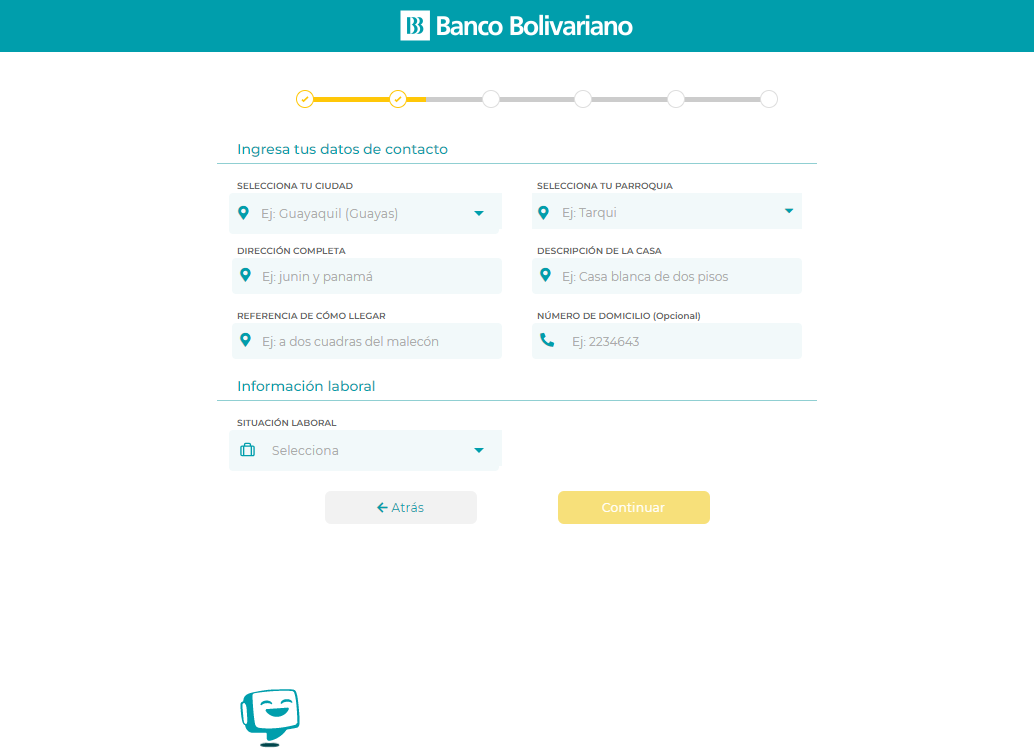 Banco Bolivariano
Ingresa tus datos de contacto
SELECCIONA TU CIUDAD
SELECCIONA TU PARROQUIA
Ej: Guayaquil (Guayas)
Ej: Tarqui
DIRECCIÓN COMPLETA
DESCRIPCIÓN DE LA CASA
Ej: junin y panamá
Ej: Casa blanca de dos pisos
REFERENCIA DE CÓMO LLEGAR
NÚMERO DE DOMICILIO (Opcional)
Ej: a dos cuadras del malecón
Ej: 2234643
Información laboral
SITUACIÓN LABORAL
Selecciona
Atrás
Continuar